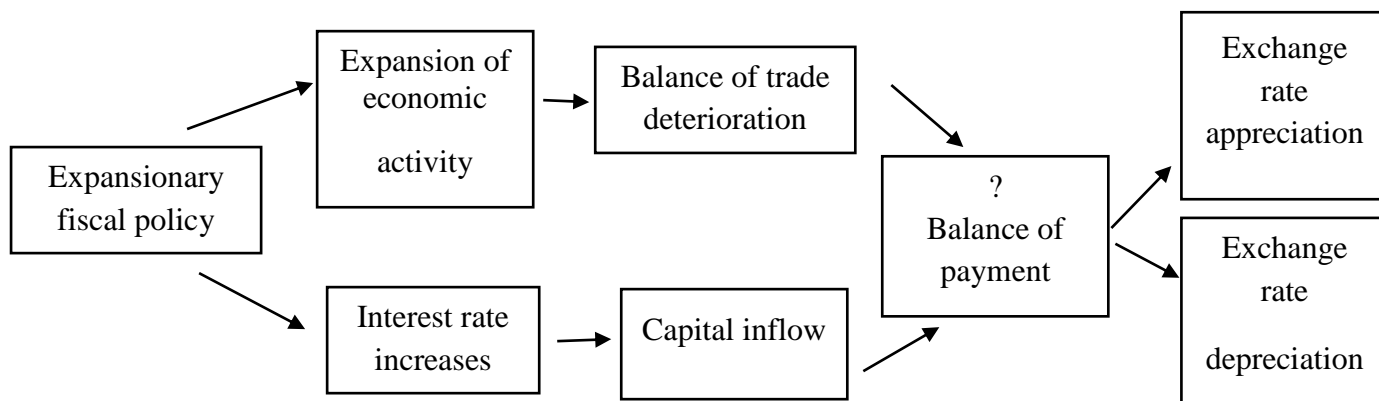 Expansionary
fiscal policy
Expansion of
economic
activity
Balance of trade
deterioration
Interest rate
increases
Capital inflow
?
Balance of
payment
Exchange
rate
appreciation
Exchange
rate
depreciation